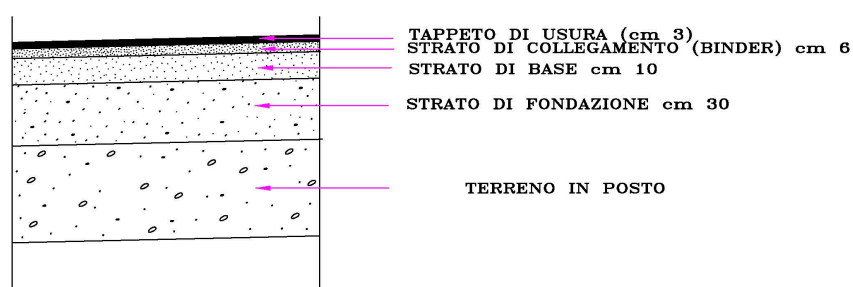 TAPPETO DI USURA (cm 3)
STRATO DI COLLEGAMENTO (BINDER) cm 6
STRATO DI BASE cm 10
STRATO DI FONDAZIONE cm 30
TERRENO IN POSTO